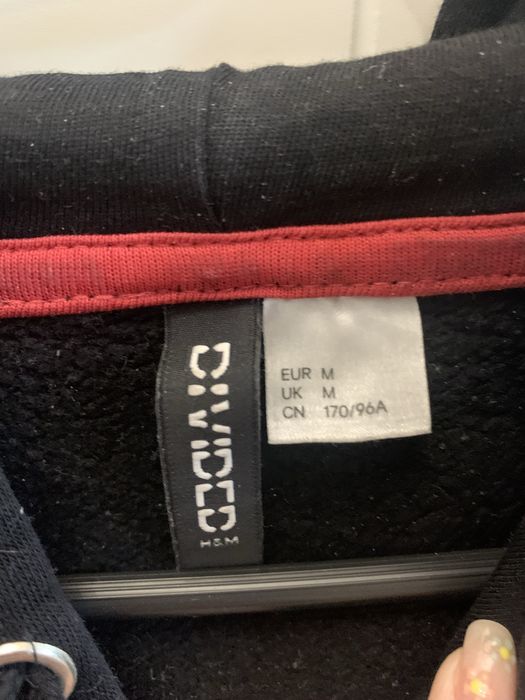 DIVIDED
H&M
EUR M
UK M
CN 170/96A